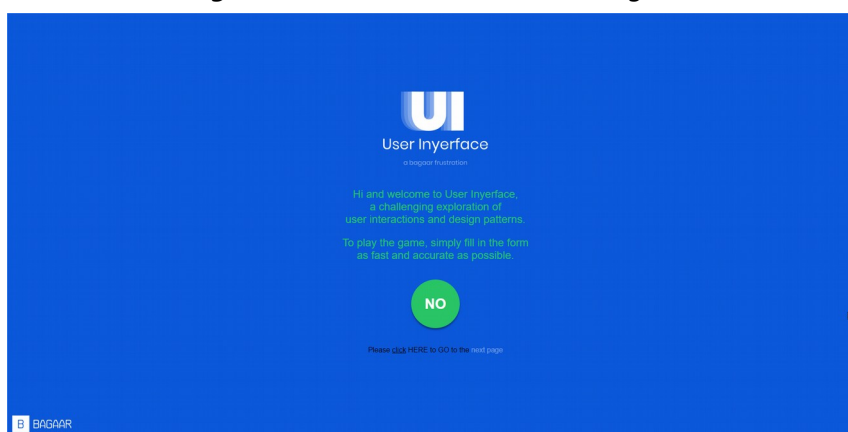 UI
User Inyerface
a bagaar frustration
Hi and welcome to User Inyerface,
a challenging exploration of
user interactions and design patterns.
To play the game, simply fill in the form
as fast and accurate as possible.
NO
Please click HERE to GO to the next page
B BAGAAR